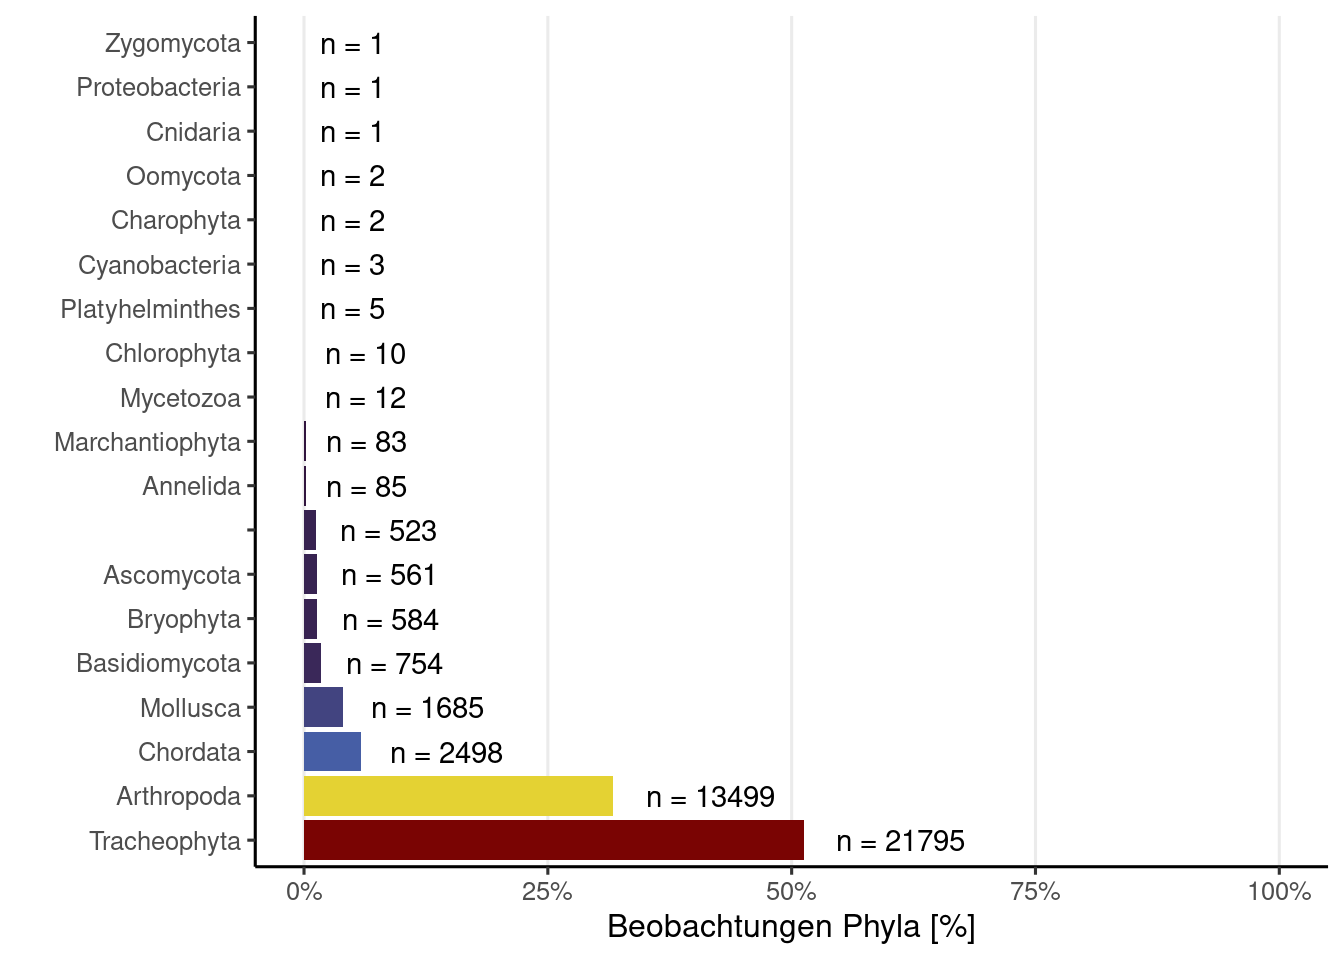 Zygomycota n = 1
Proteobacteria n = 1
Cnidaria n = 1
Oomycota n = 2
Charophyta n = 2
Cyanobacteria n = 3
Platyhelminthes n = 5
Chlorophyta n = 10
Mycetozoa n = 12
Marchantiophyta n = 83
Annelida n = 85
n = 523
Ascomycota n = 561
Bryophyta n = 584
Basidiomycota n = 754
Mollusca n = 1685
Chordata n = 2498
Arthropoda n = 13499
Tracheophyta n = 21795
0% 25% 50% 75% 100%
Beobachtungen Phyla [%]